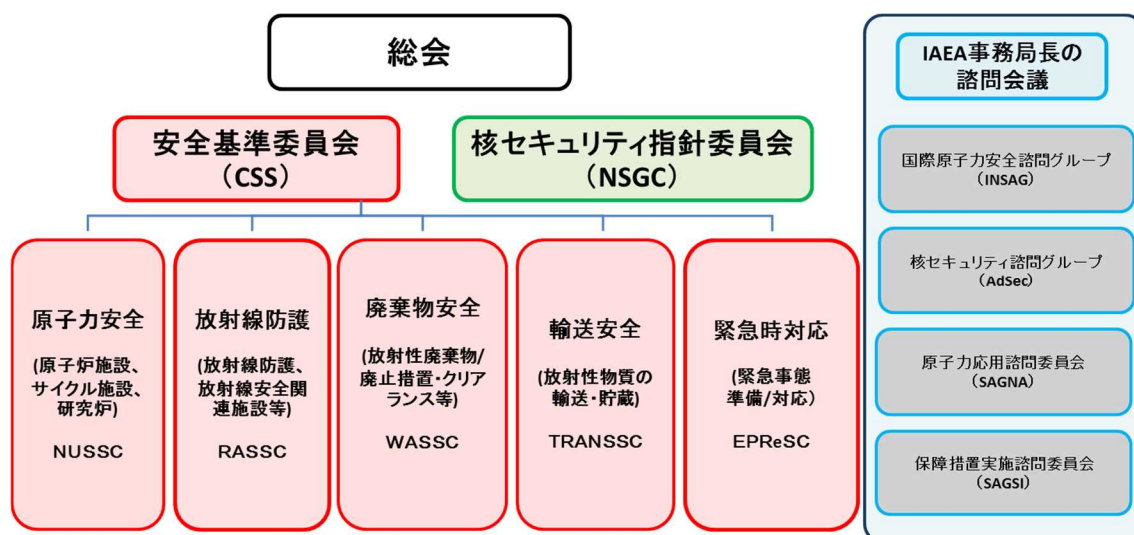 総会
安全基準委員会
（CSS）
核セキュリティ指針委員会
（NSGC）
原子力安全
(原子炉施設、
サイクル施設、
研究炉)
NUSSC
放射線防護
(放射線防護、
放射線安全関
連施設等)
RASSC
廃棄物安全
(放射性廃棄物/
廃止措置・クリア
ランス等)
WASSC
輸送安全
(放射性物質の
輸送・貯蔵)
TRANSSC
緊急時対応
(緊急事態
準備/対応）
EPReSC
IAEA事務局長の
諮問会議
国際原子力安全諮問グループ
（INSAG）
核セキュリティ諮問グループ
（AdSec）
原子力応用諮問委員会
（SAGNA）
保障措置実施諮問委員会
（SAGSI）